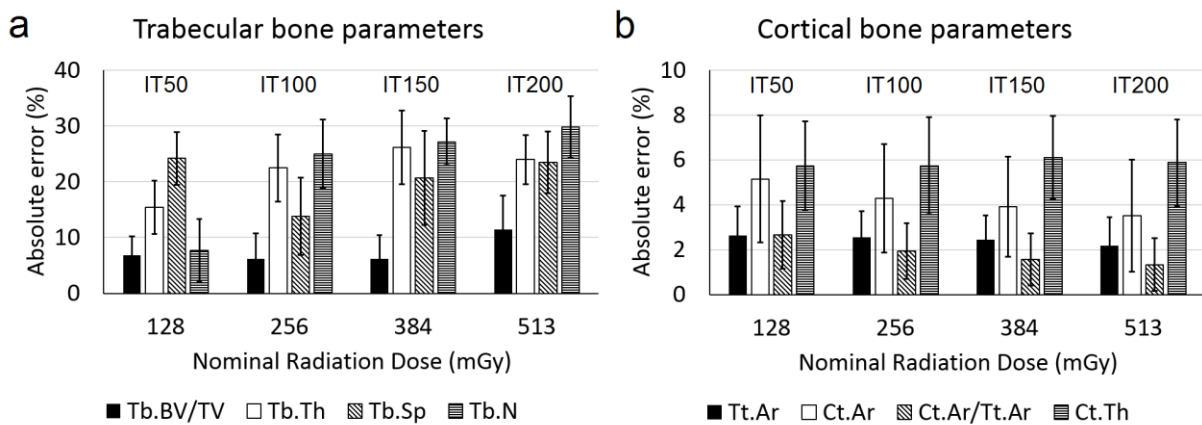 a Trabecular bone parameters
Absolute error (%)
40
30
20
10
0
IT50 IT100 IT150 IT200
128 256 384 513
Nominal Radiation Dose (mGy)
Tb.BV/TV Tb.Th Tb.Sp Tb.N
b Cortical bone parameters
Absolute error (%)
10
8
6
4
2
0
IT50 IT100 IT150 IT200
128 256 384 513
Nominal Radiation Dose (mGy)
Tt.Ar Ct.Ar Ct.Ar/Tt.Ar Ct.Th